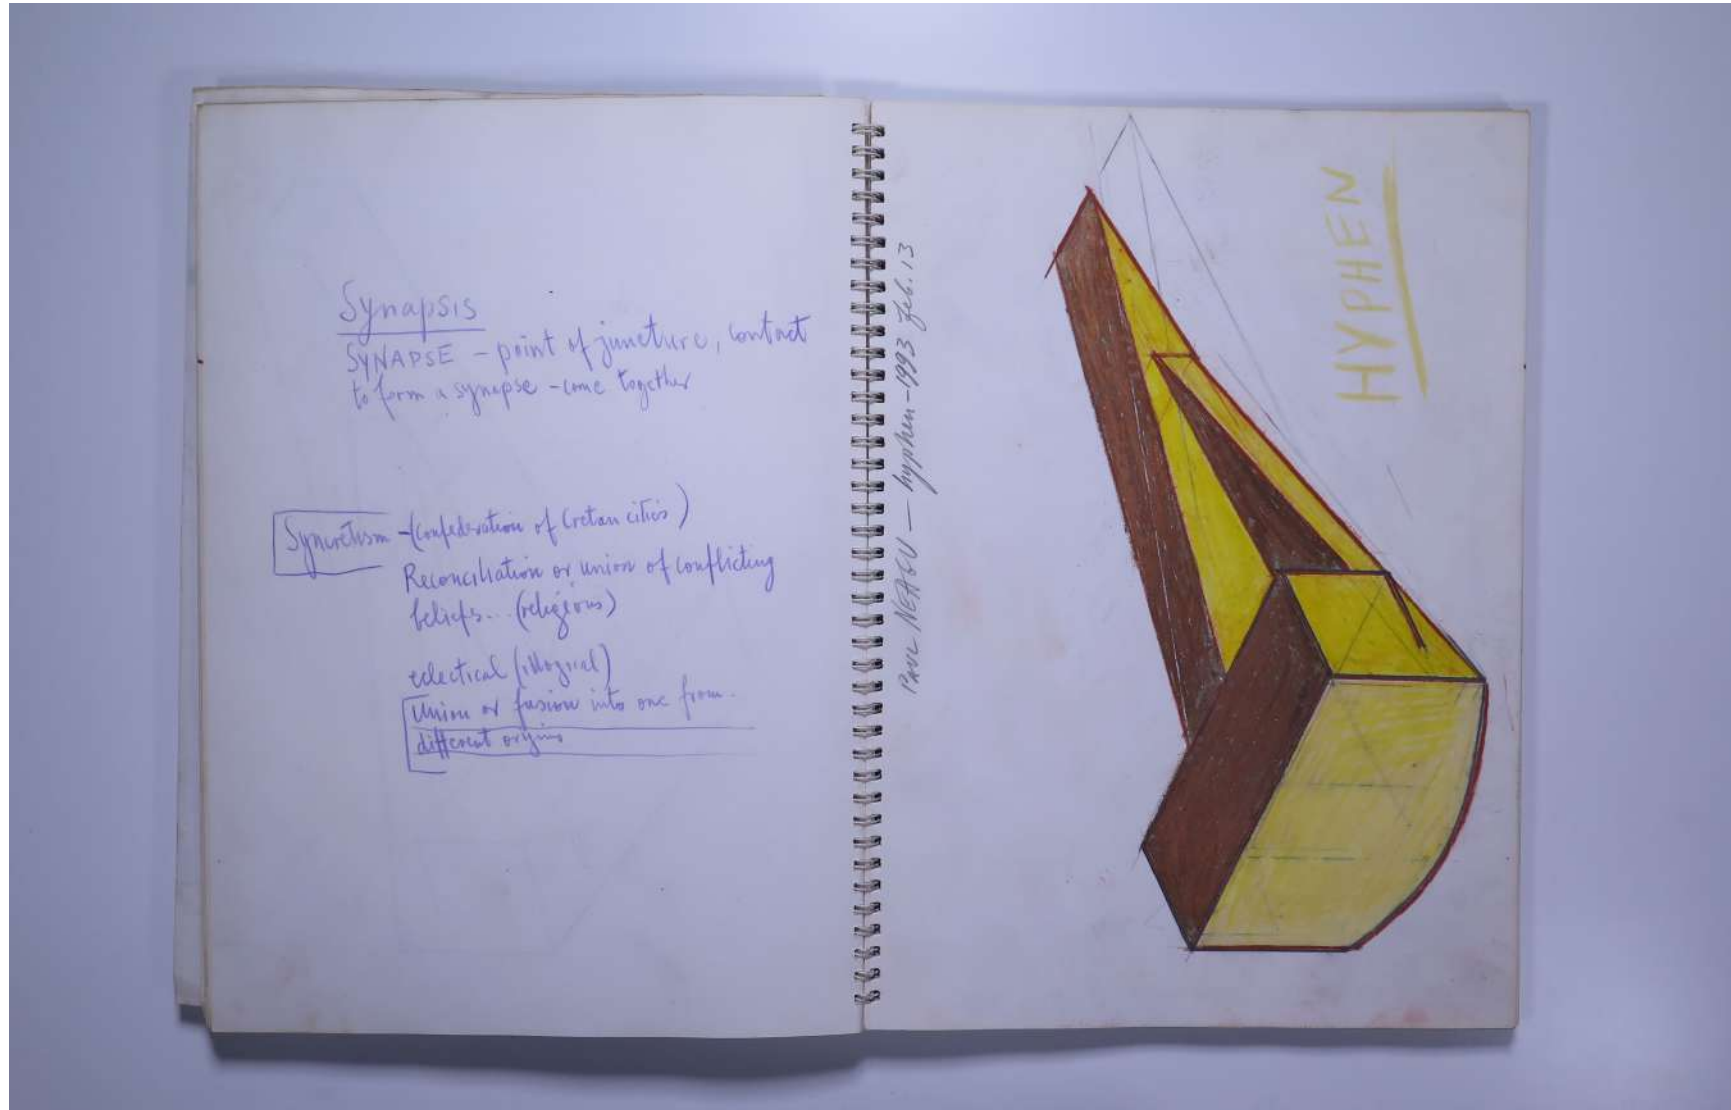 Synapsis
SYNAPSE - point of juncture, contact
to form a synapse - come together
Syncretism - (confederation of Cretan cities)
Reconciliation or union of conflicting
beliefs... (religious)
eclectical (illogical)
Union or fusion into one from
different origins
PAUL NEAGU — hyphen - 1993 Feb. 13
HYPHEN